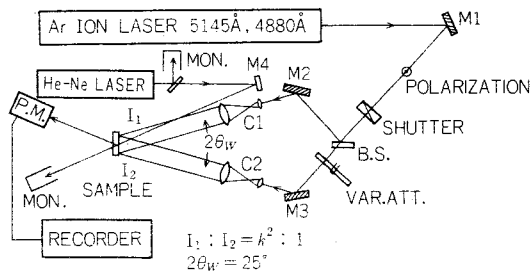 Ar ION LASER 5145Å, 4880Å
M1
MON.
M4
He-Ne LASER
M2
POLARIZATION
P.M.
I₁
C1
SHUTTER
2θw
B.S.
I₂
C2
SAMPLE
MON.
M3
VAR.ATT.
RECORDER
I₁ : I₂ = k² : 1
2θw = 25°